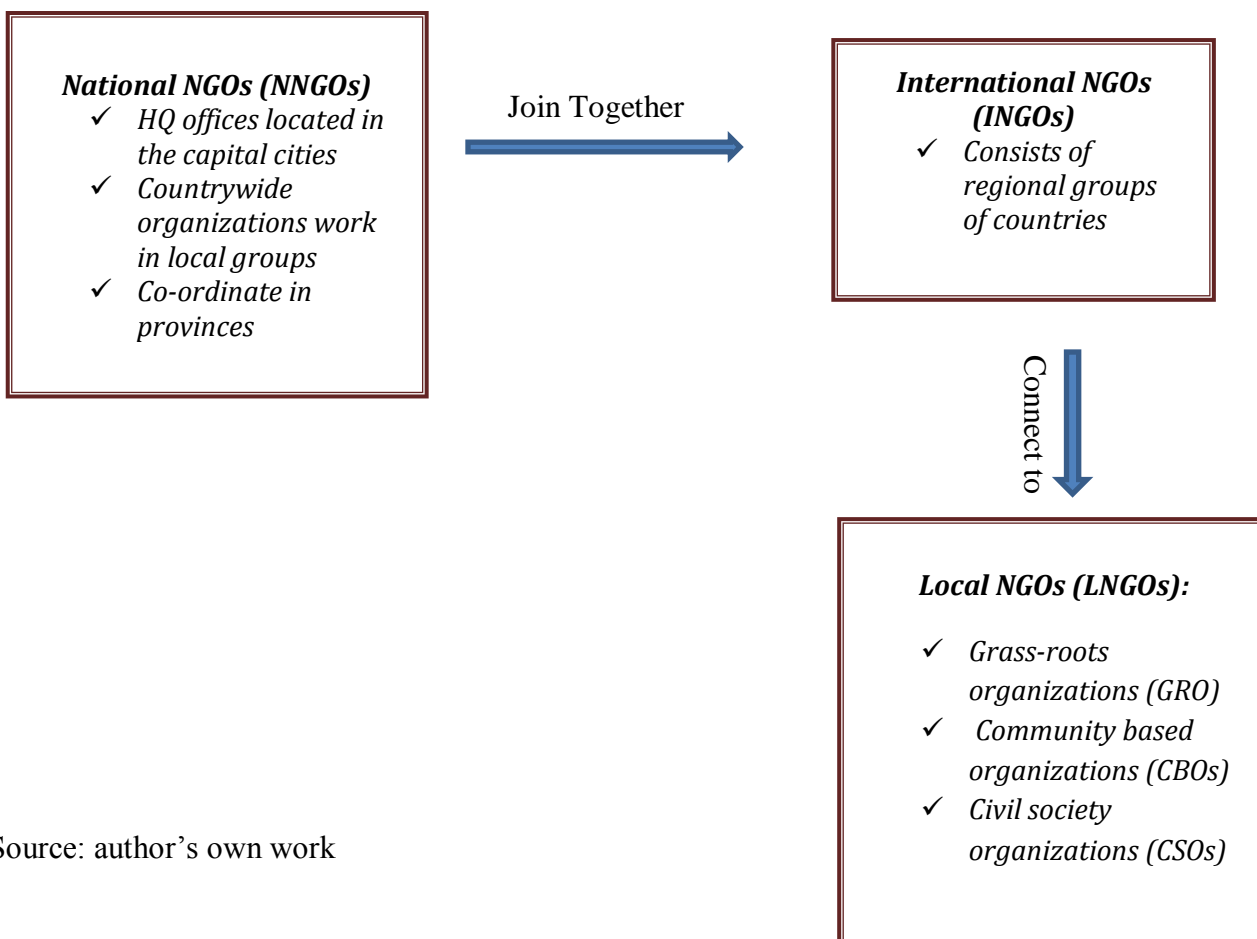 National NGOs (NNGOs)
✓ HQ offices located in
the capital cities
✓ Countrywide
organizations work
in local groups
✓ Co-ordinate in
provinces
Join Together
International NGOs
(INGOs)
✓ Consists of
regional groups
of countries
Connect to
Local NGOs (LNGOs):
✓ Grass-roots
organizations (GRO)
✓ Community based
organizations (CBOs)
✓ Civil society
organizations (CSOs)
Source: author’s own work